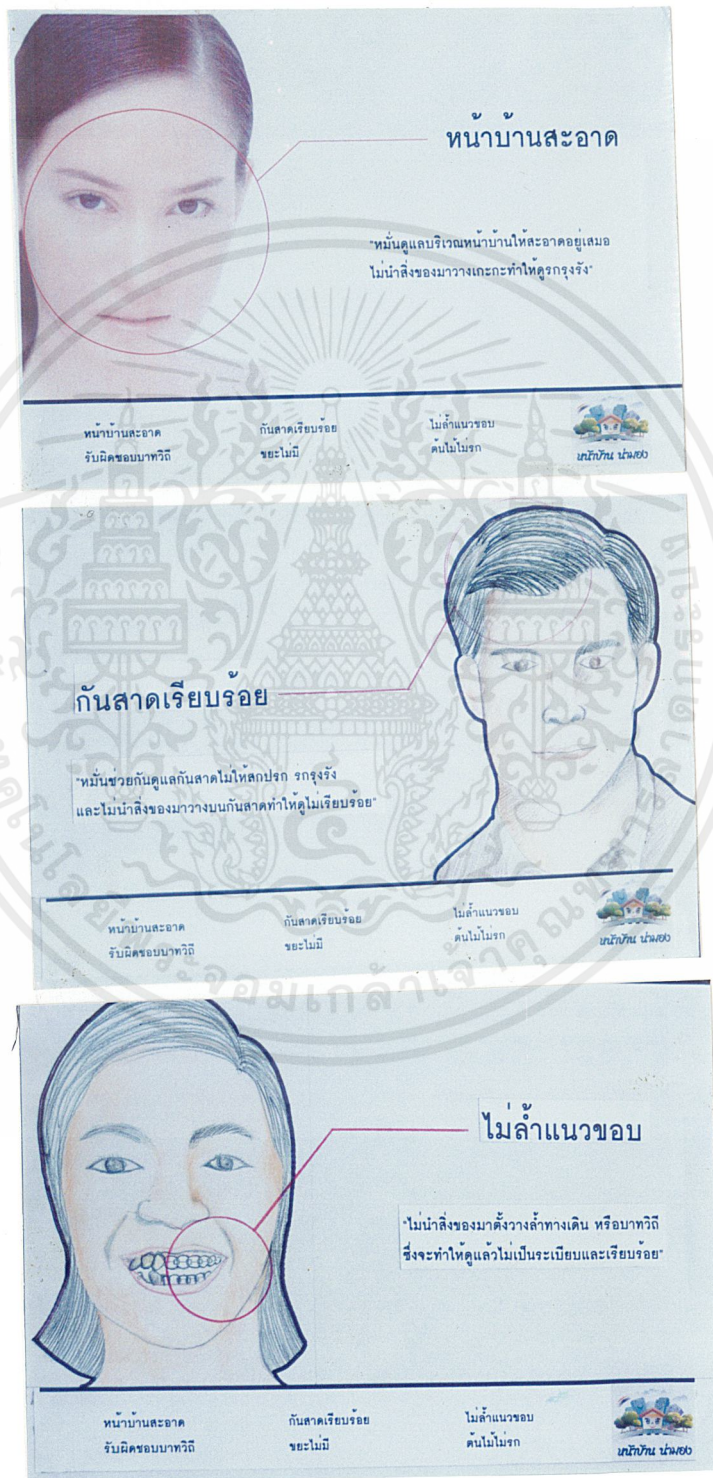 หน้าบ้านสะอาด
"หมั่นดูแลบริเวณหน้าบ้านให้สะอาดอยู่เสมอ
ไม่นำสิ่งของมาวางเกะกะทำให้ดูรกรุงรัง"
หน้าบ้านสะอาด กันสาดเรียบร้อย ไม่ล้ำแนวขอบ
รับผิดชอบบาทวิถี ขยะไม่มี ต้นไม้ไม่รก
หน้าบ้าน น่ามอง
กันสาดเรียบร้อย
"หมั่นช่วยกันดูแลกันสาดไม่ให้สกปรก รกรุงรัง
และไม่นำสิ่งของมาวางบนกันสาดทำให้ดูไม่เรียบร้อย"
หน้าบ้านสะอาด กันสาดเรียบร้อย ไม่ล้ำแนวขอบ
รับผิดชอบบาทวิถี ขยะไม่มี ต้นไม้ไม่รก
หน้าบ้าน น่ามอง
ไม่ล้ำแนวขอบ
"ไม่นำสิ่งของมาตั้งวางล้ำทางเดิน หรือบาทวิถี
ซึ่งจะทำให้ดูแล้วไม่เป็นระเบียบและเรียบร้อย"
หน้าบ้านสะอาด กันสาดเรียบร้อย ไม่ล้ำแนวขอบ
รับผิดชอบบาทวิถี ขยะไม่มี ต้นไม้ไม่รก
หน้าบ้าน น่ามอง